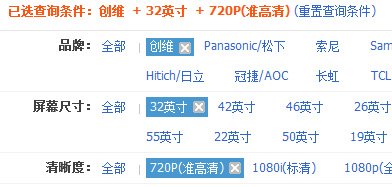 已选查询条件：创维 + 32英寸 + 720P(准高清) (重置查询条件)
品牌： 全部 创维 Panasonic/松下 索尼 Sam
Hitich/日立 冠捷/AOC 长虹 TCL
屏幕尺寸： 全部 32英寸 42英寸 46英寸 26英寸
55英寸 22英寸 50英寸 19英寸
清晰度： 全部 720P(准高清) 1080i(标清) 1080p(全